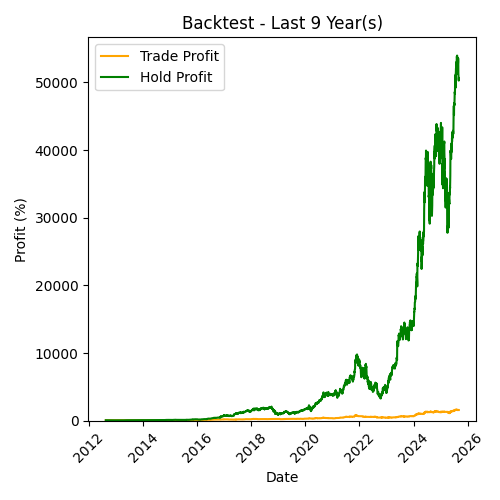 Backtest - Last 9 Year(s)
Trade Profit
Hold Profit
Profit (%)
50000
40000
30000
20000
10000
0
2012
2014
2016
2018
2020
2022
2024
2026
Date